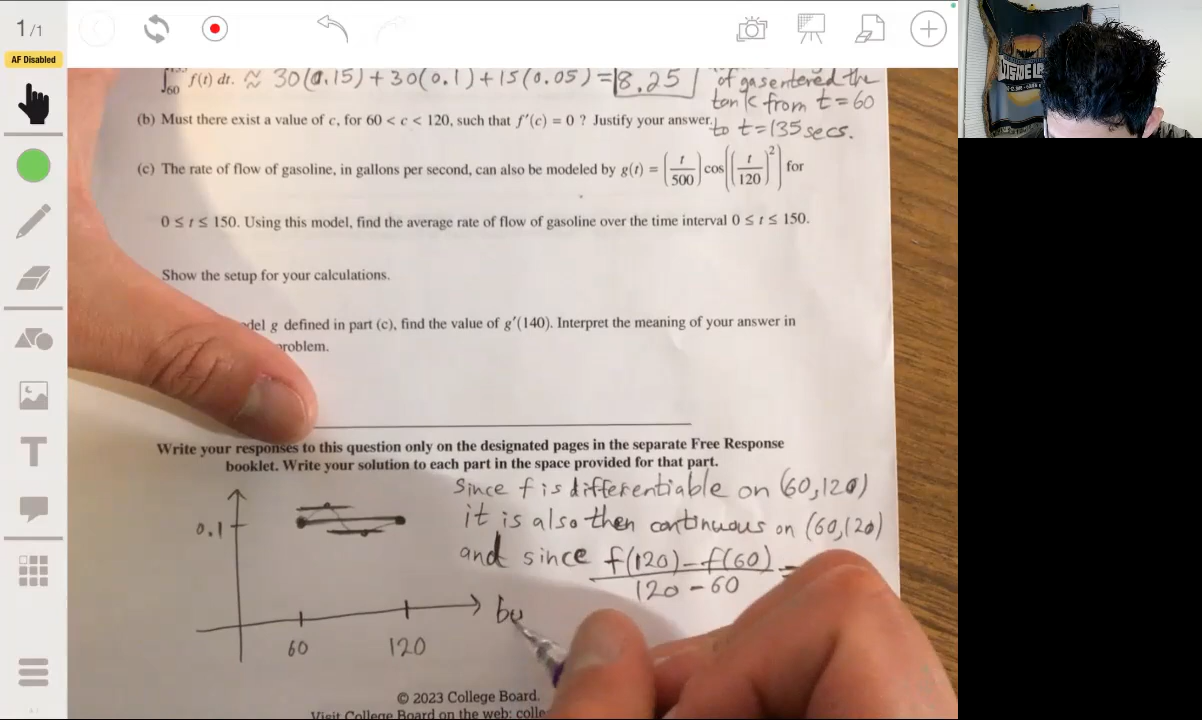 1/1
AF Disabled
f(t) dt. ≈ 30(0.15)+30(0.1)+15(0.05)=8.25
of gas entered the
tank from t=60
to t=135 secs.
(b) Must there exist a value of c, for 60 < c < 120, such that f′(c) = 0 ? Justify your answer.
(c) The rate of flow of gasoline, in gallons per second, can also be modeled by g(t) = (t/500) cos((t/120)²) for
0 ≤ t ≤ 150. Using this model, find the average rate of flow of gasoline over the time interval 0 ≤ t ≤ 150.
Show the setup for your calculations.
g defined in part (c), find the value of g′(140). Interpret the meaning of your answer in
Write your responses to this question only on the designated pages in the separate Free Response
booklet. Write your solution to each part in the space provided for that part.
Since f is differentiable on (60,120)
it is also then continuous on (60,120)
and since f(120)-f(60)/120-60 =
0.1
60 120
© 2023 College Board.
Visit College Board on the web:
T